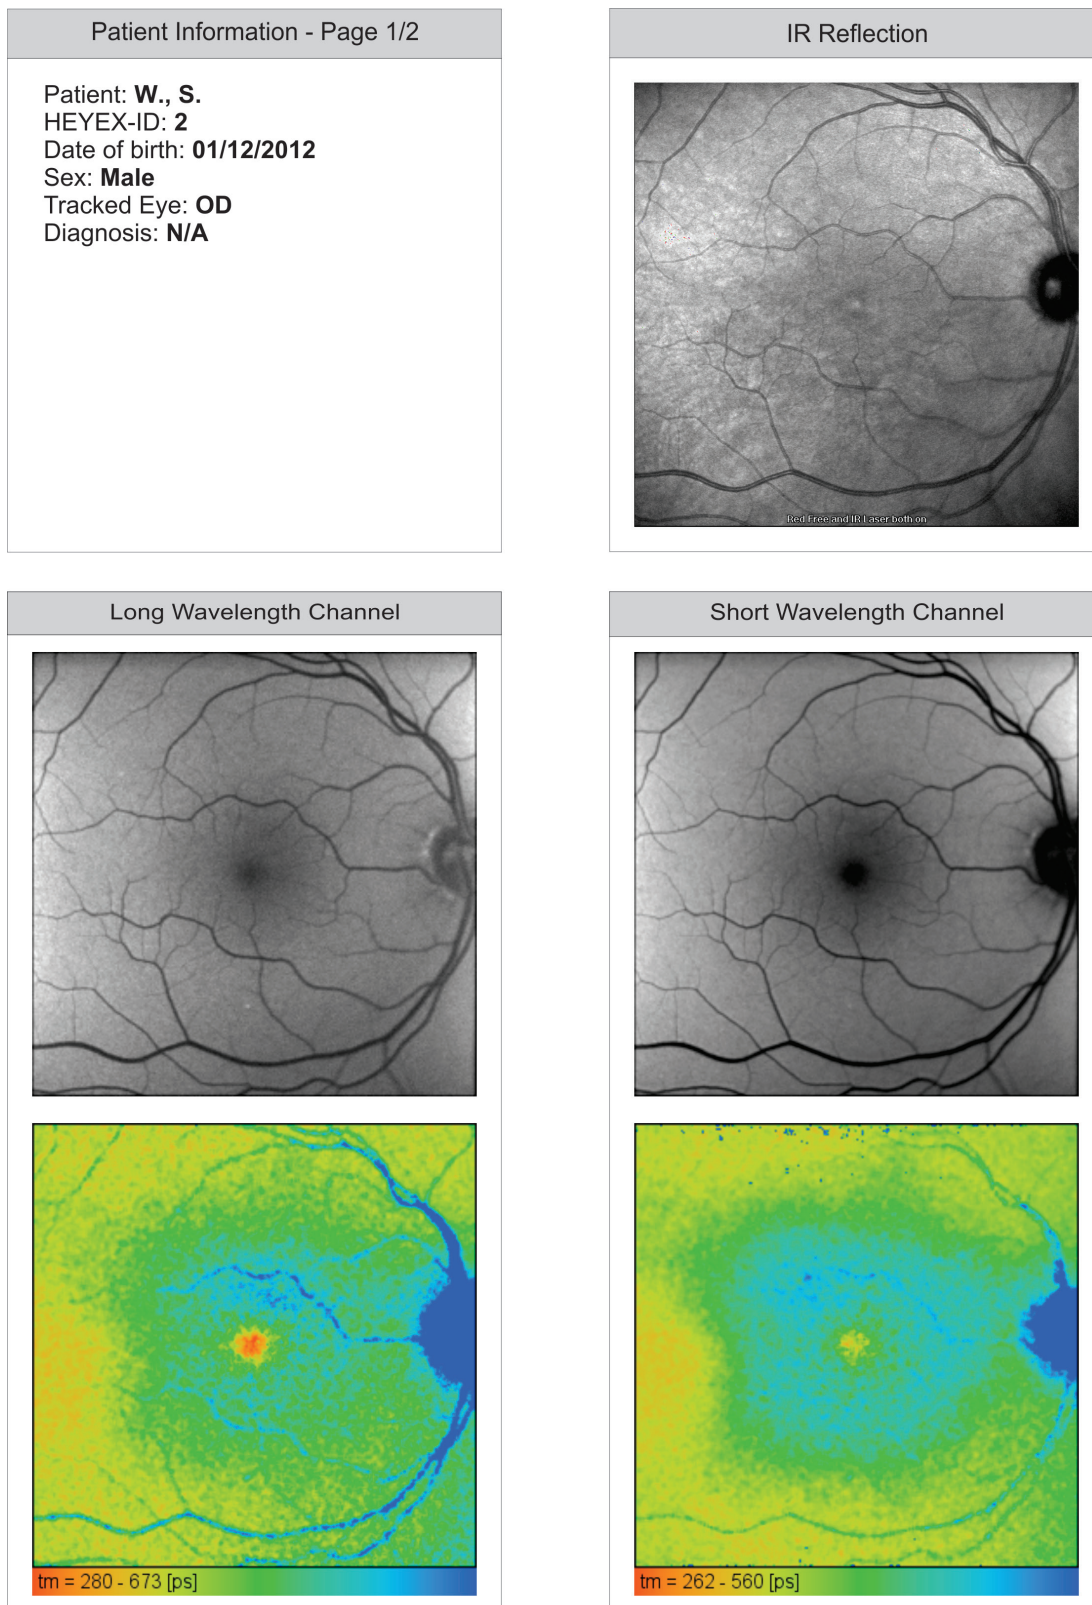 Patient Information - Page 1/2
Patient: W., S.
HEYEX-ID: 2
Date of birth: 01/12/2012
Sex: Male
Tracked Eye: OD
Diagnosis: N/A
IR Reflection
Red Free and IR Laser both on
Long Wavelength Channel
tm = 280 - 673 [ps]
Short Wavelength Channel
tm = 262 - 560 [ps]